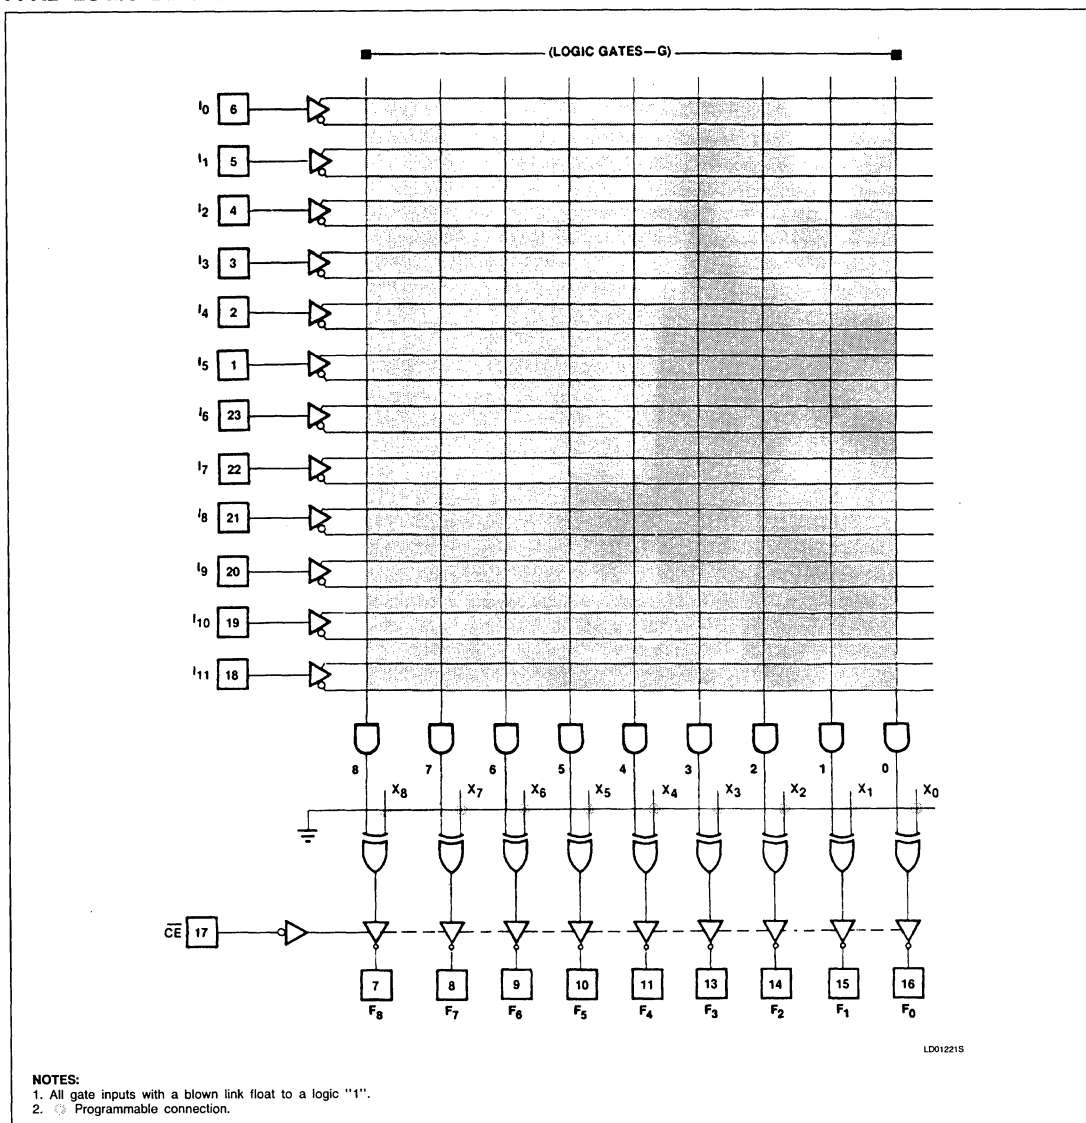 (LOGIC GATES—G)
I0 6
I1 5
I2 4
I3 3
I4 2
I5 1
I6 23
I7 22
I8 21
I9 20
I10 19
I11 18
8 7 6 5 4 3 2 1 0
X8 X7 X6 X5 X4 X3 X2 X1 X0
CE 17
7 8 9 10 11 13 14 15 16
F8 F7 F6 F5 F4 F3 F2 F1 F0
LD01221S
NOTES:
1. All gate inputs with a blown link float to a logic "1".
2. Programmable connection.